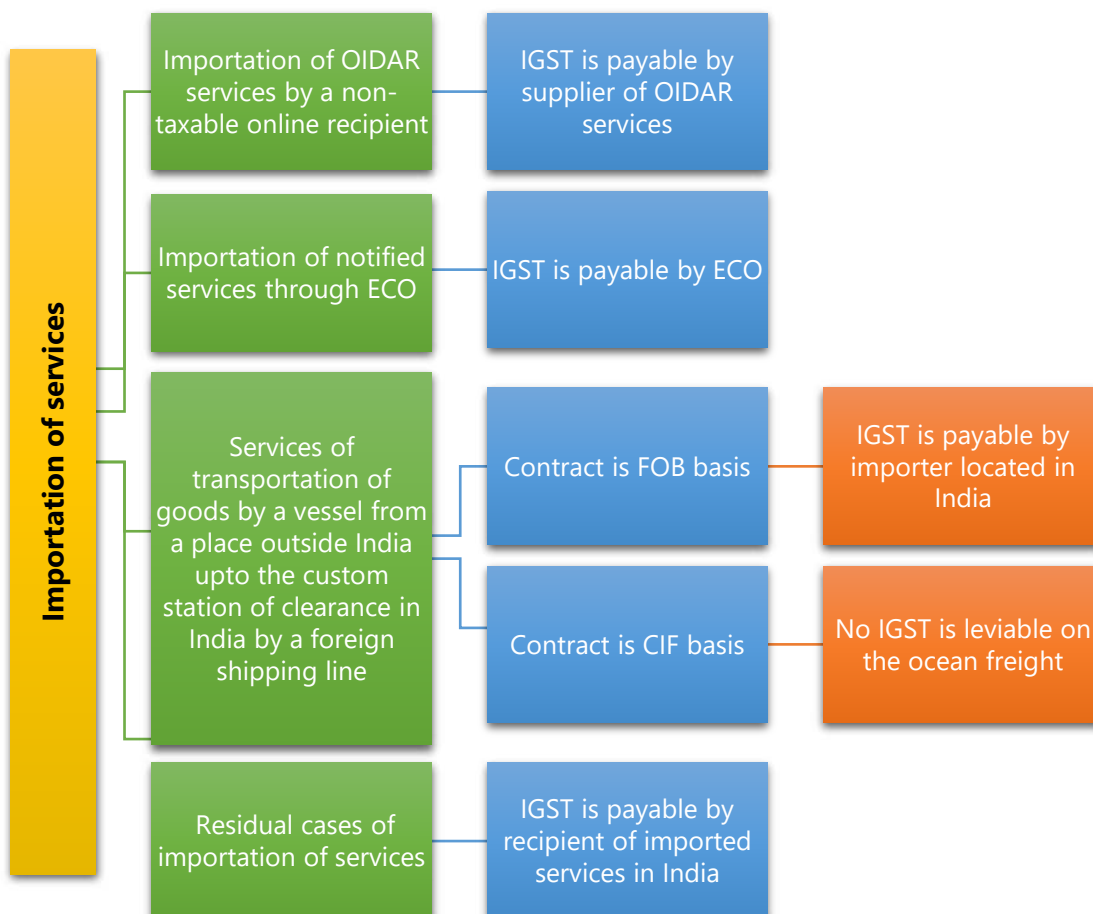 Importation of services
Importation of OIDAR
services by a non-
taxable online recipient
IGST is payable by
supplier of OIDAR
services
Importation of notified
services through ECO
IGST is payable by ECO
Services of
transportation of
goods by a vessel from
a place outside India
upto the custom
station of clearance in
India by a foreign
shipping line
Contract is FOB basis
IGST is payable by
importer located in
India
Contract is CIF basis
No IGST is leviable on
the ocean freight
Residual cases of
importation of services
IGST is payable by
recipient of imported
services in India